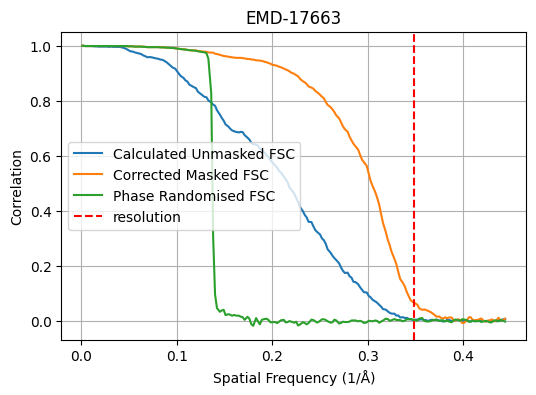 EMD-17663
1.0
0.8
0.6
0.4
0.2
0.0
Correlation
Calculated Unmasked FSC
Corrected Masked FSC
Phase Randomised FSC
resolution
0.0 0.1 0.2 0.3 0.4
Spatial Frequency (1/Å)